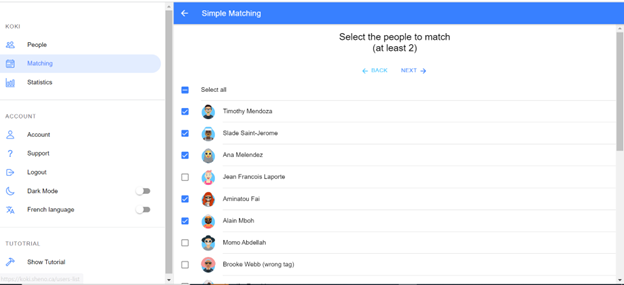 KOKI
People
Matching
Statistics
ACCOUNT
Account
Support
Logout
Dark Mode
French language
TUTOTRIAL
Show Tutorial
Simple Matching
Select the people to match
(at least 2)
BACK
NEXT
Select all
Timothy Mendoza
Slade Saint-Jerome
Ana Melendez
Jean Francois Laporte
Aminatou Fai
Alain Mboh
Momo Abdellah
Brooke Webb (wrong tag)